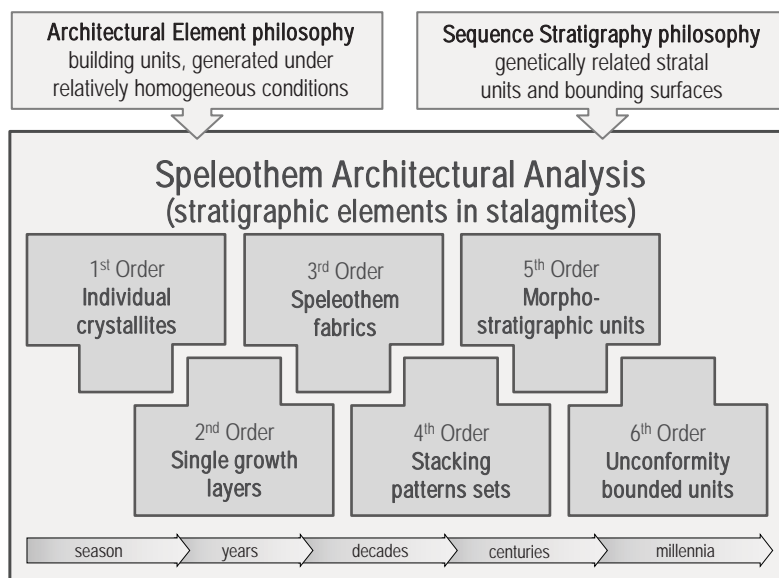 Architectural Element philosophy
building units, generated under
relatively homogeneous conditions
Sequence Stratigraphy philosophy
genetically related stratal
units and bounding surfaces
Speleothem Architectural Analysis
(stratigraphic elements in stalagmites)
1st Order
Individual
crystallites
3rd Order
Speleothem
fabrics
5th Order
Morpho-
stratigraphic units
2nd Order
Single growth
layers
4th Order
Stacking
patterns sets
6th Order
Unconformity
bounded units
season
years
decades
centuries
millennia